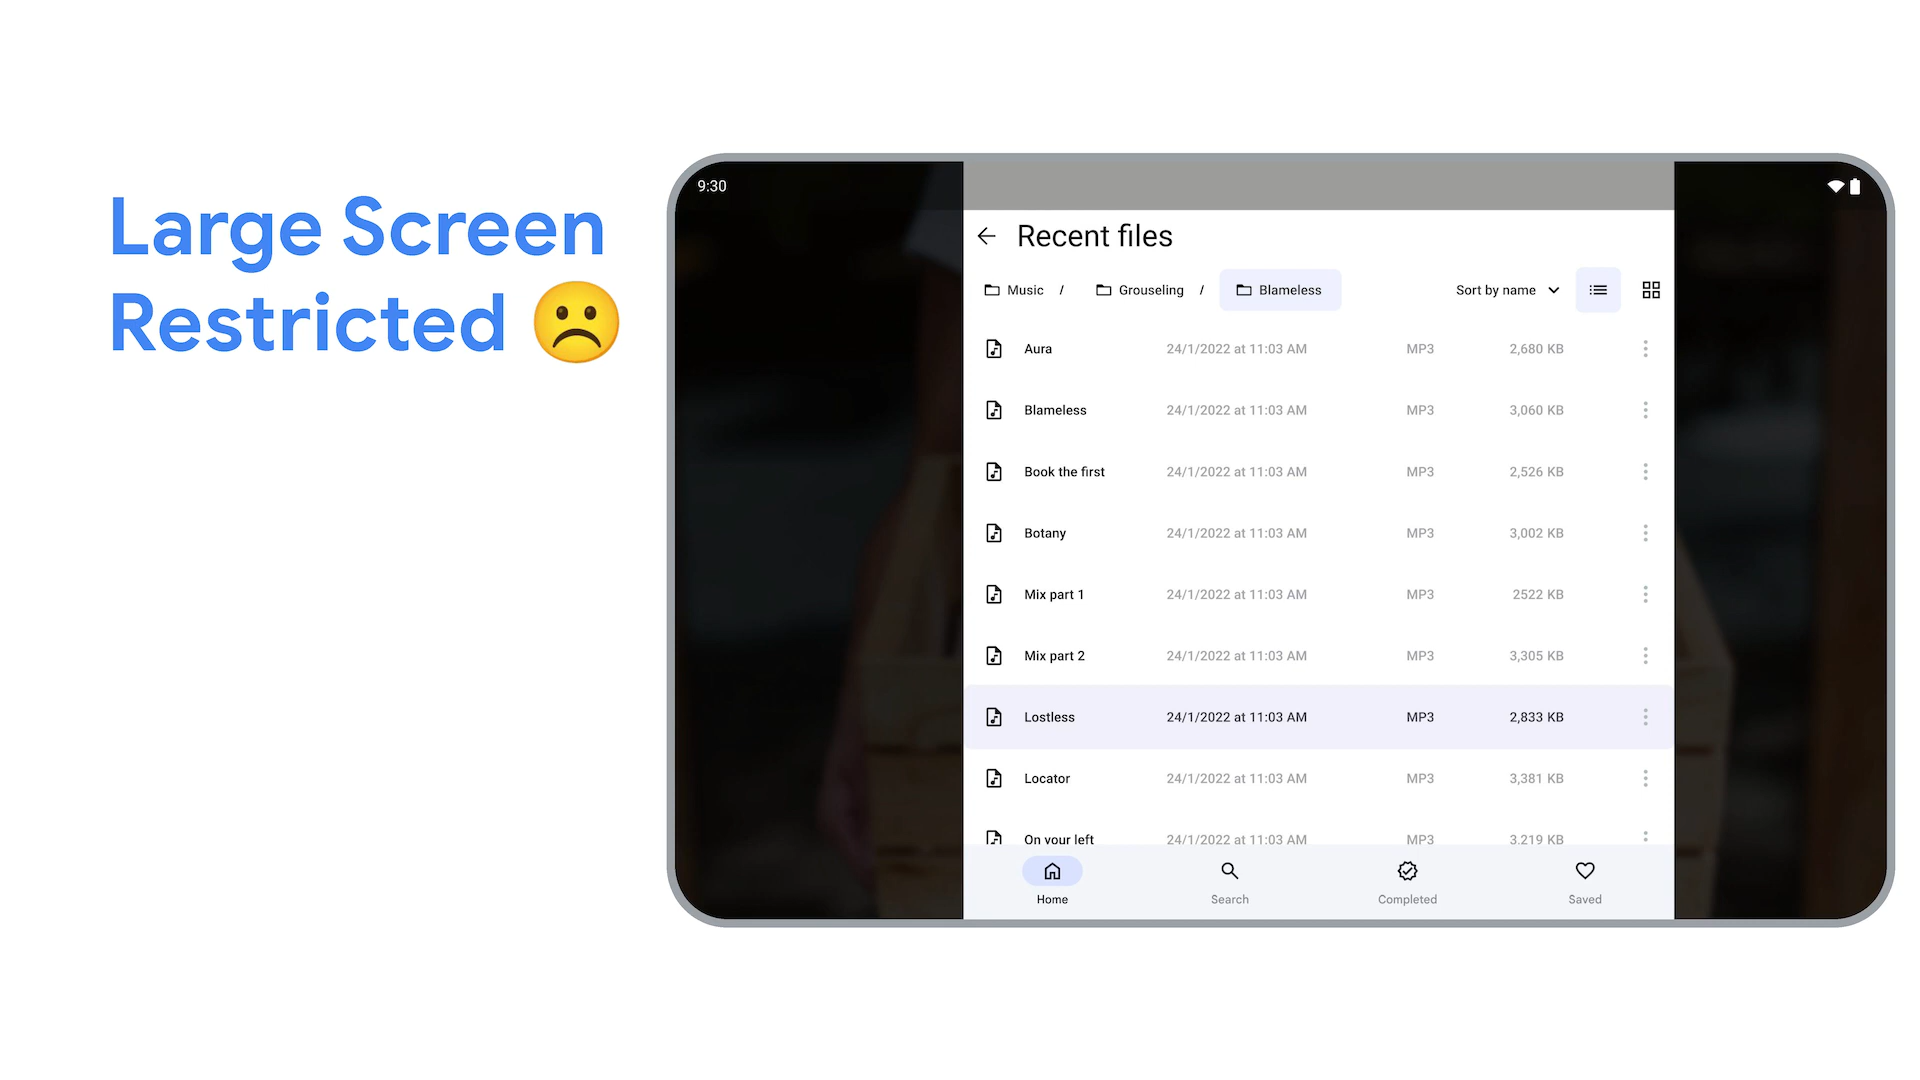 Large Screen
Restricted
9:30
Recent files
Music / Grouseling / Blameless Sort by name
Aura 24/1/2022 at 11:03 AM MP3 2,680 KB
Blameless 24/1/2022 at 11:03 AM MP3 3,060 KB
Book the first 24/1/2022 at 11:03 AM MP3 2,526 KB
Botany 24/1/2022 at 11:03 AM MP3 3,002 KB
Mix part 1 24/1/2022 at 11:03 AM MP3 2522 KB
Mix part 2 24/1/2022 at 11:03 AM MP3 3,305 KB
Lostless 24/1/2022 at 11:03 AM MP3 2,833 KB
Locator 24/1/2022 at 11:03 AM MP3 3,381 KB
On your left 24/1/2022 at 11:03 AM MP3 3,219 KB
Home Search Completed Saved